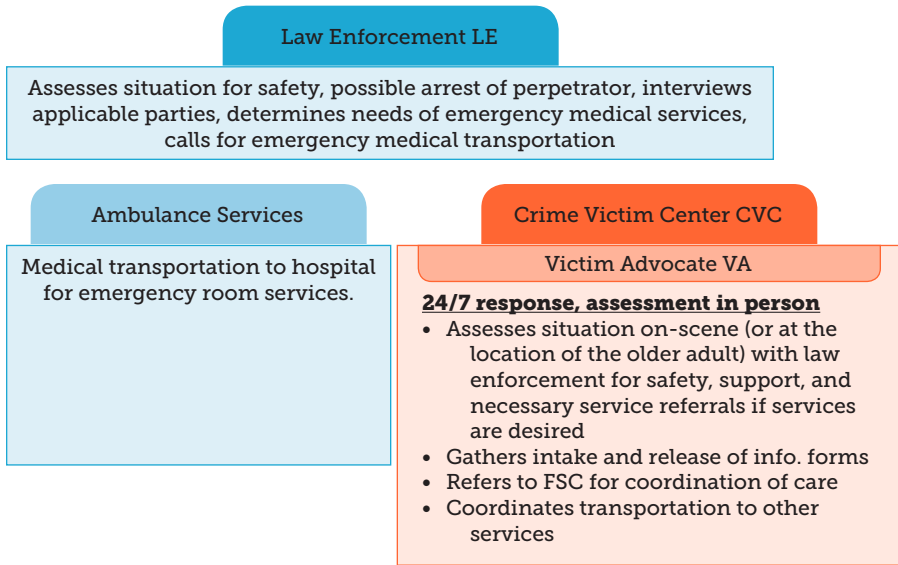 Law Enforcement LE
Assesses situation for safety, possible arrest of perpetrator, interviews
applicable parties, determines needs of emergency medical services,
calls for emergency medical transportation
Ambulance Services
Medical transportation to hospital
for emergency room services.
Crime Victim Center CVC
Victim Advocate VA
24/7 response, assessment in person
• Assesses situation on-scene (or at the
location of the older adult) with law
enforcement for safety, support, and
necessary service referrals if services
are desired
• Gathers intake and release of info. forms
• Refers to FSC for coordination of care
• Coordinates transportation to other
services